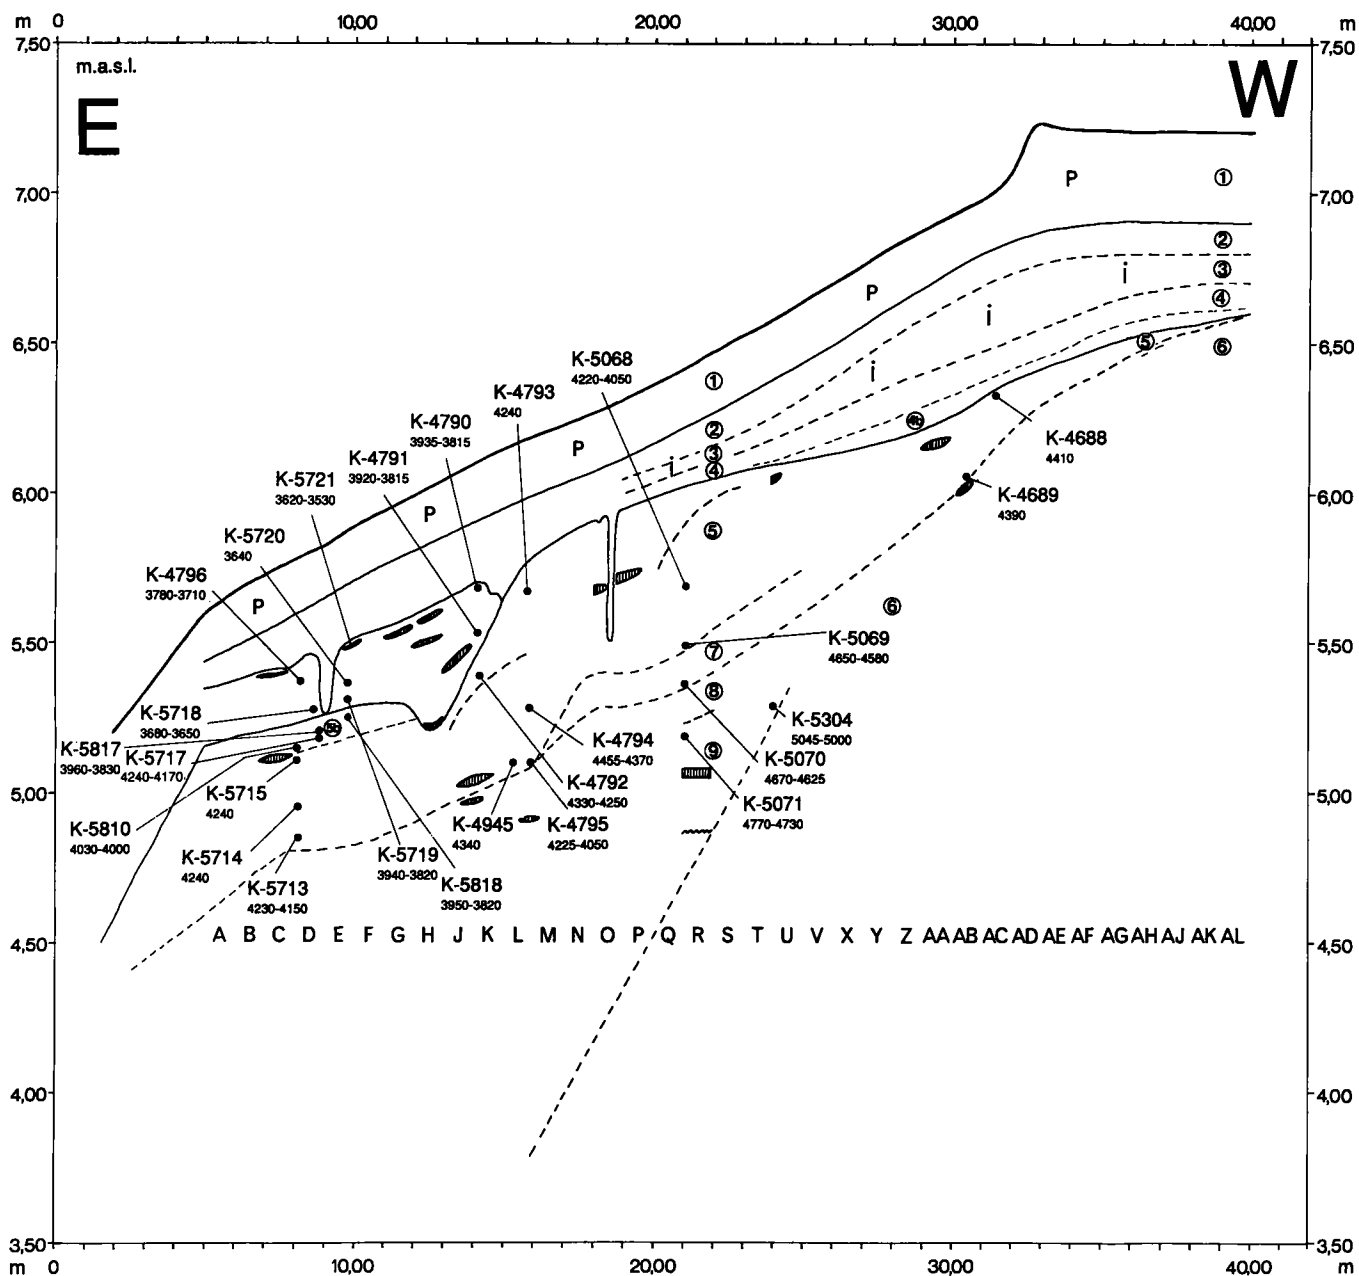 m 0 10,00 20,00 30,00 40,00 m
7,50 7,50
m.a.s.l.
E W
P ①
7,00 7,00
②
i ③
P
④
i
K-5068
4220-4050
6,50 ⑤ ⑥ 6,50
K-4793
4240
i
①
K-4790
3935-3815
4b
②
P
K-4688
4410
K-4791
3920-3815
③
i ④
K-5721
3620-3530
6,00 6,00
K-4689
4390
P
K-5720
3640
⑤
K-4796
3780-3710
P ⑥
5,50 5,50
K-5069
4650-4580
⑦
⑧
K-5718
3680-3650
K-5304
5045-5000
5b
K-5817
3960-3830
K-4794
4455-4370
⑨
K-5717
4240-4170
K-5070
4670-4625
K-4792
4330-4250
K-5715
4240
5,00 5,00
K-5071
4770-4730
K-5810
4030-4000
K-4945
4340
K-4795
4225-4050
K-5714
4240
K-5719
3940-3820
K-5713
4230-4150
K-5818
3950-3820
4,50 A B C D E F G H J K L M N O P Q R S T U V X Y Z AA AB AC AD AE AF AG AH AJ AK AL 4,50
4,00 4,00
3,50 3,50
m 0 10,00 20,00 30,00 40,00 m